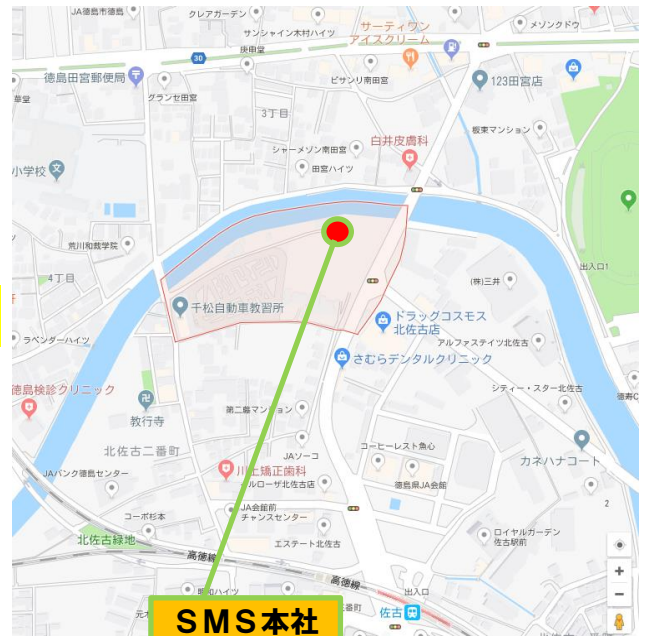 JA徳島市徳島
クレアガーデン
サンシャイン木村ハイツ
サーティワン
アイスクリーム
メゾンクドウ
庚申堂
30
徳島田宮郵便局
ピサンリ南田宮
123田宮店
グランセ田宮
3丁目
板東マンション
白井皮膚科
シャーメゾン南田宮
小学校
田宮ハイツ
荒川和裁学院
出入口1
4丁目
(株)三井
千松自動車教習所
ドラッグコスモス
北佐古店
ラベンダーハイツ
アルファステイツ北佐古
さむらデンタルクリニック
徳島検診クリニック
シティー・スター北佐古
教行寺
コーヒーレスト魚心
北佐古二番町
JAソーコ
カネハナコート
JAバンク徳島センター
川上矯正歯科
徳島県JA会館
コーポ杉本
JA会館前
チャンスセンター
2
北佐古緑地
エステート北佐古
ロイヤルガーデン
佐古駅前
高徳線
高徳線
出入口
佐古
SMS本社